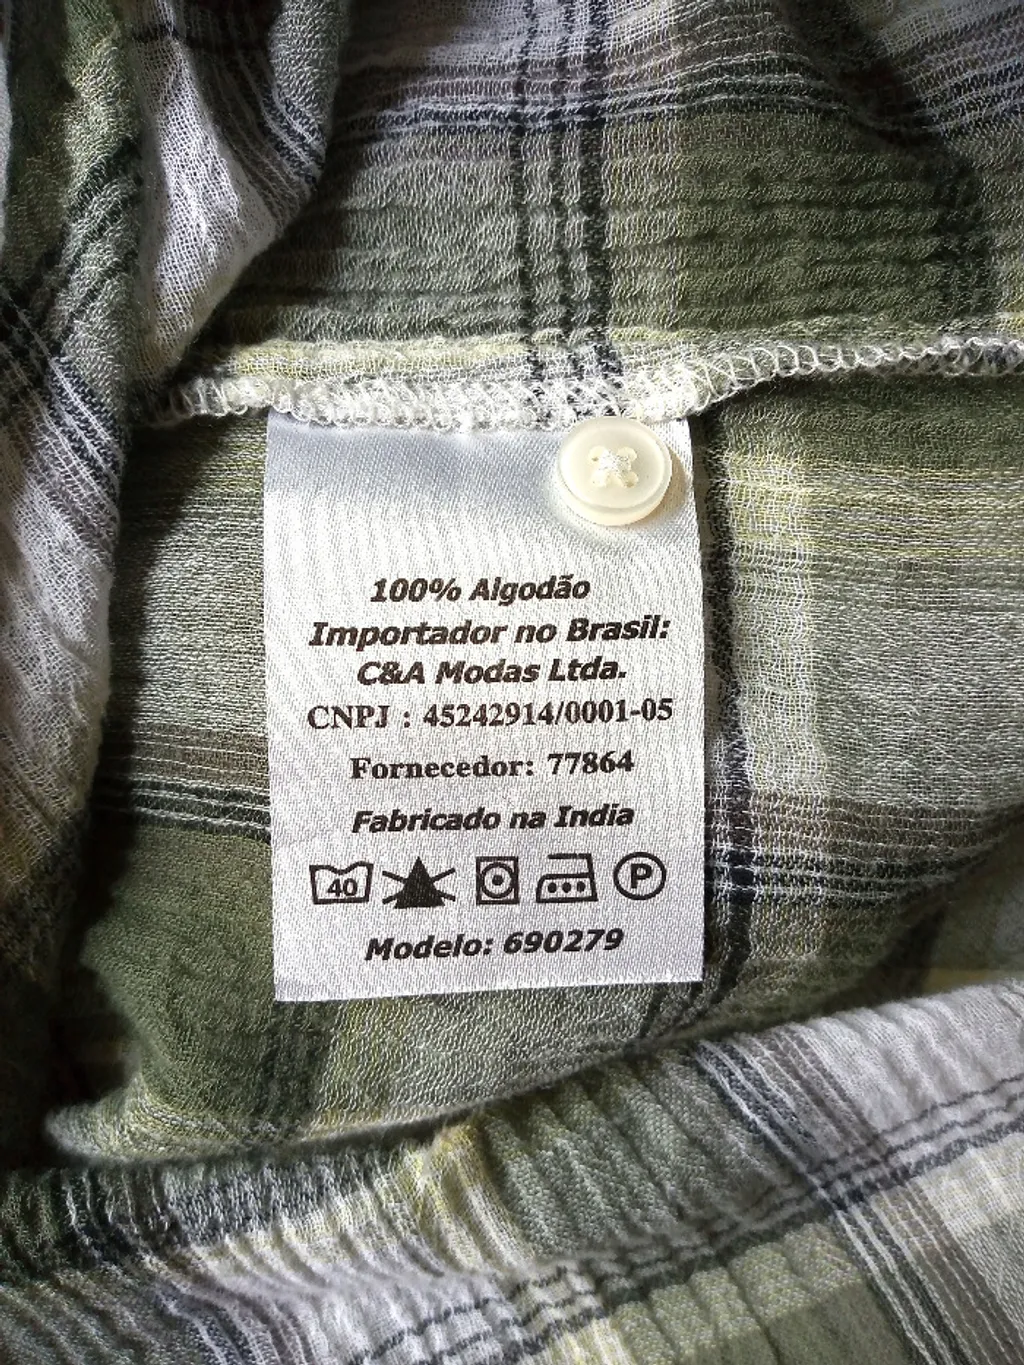 100% Algodão
Importador no Brasil:
C&A Modas Ltda.
CNPJ : 45242914/0001-05
Fornecedor: 77864
Fabricado na India
40 P
Modelo: 690279